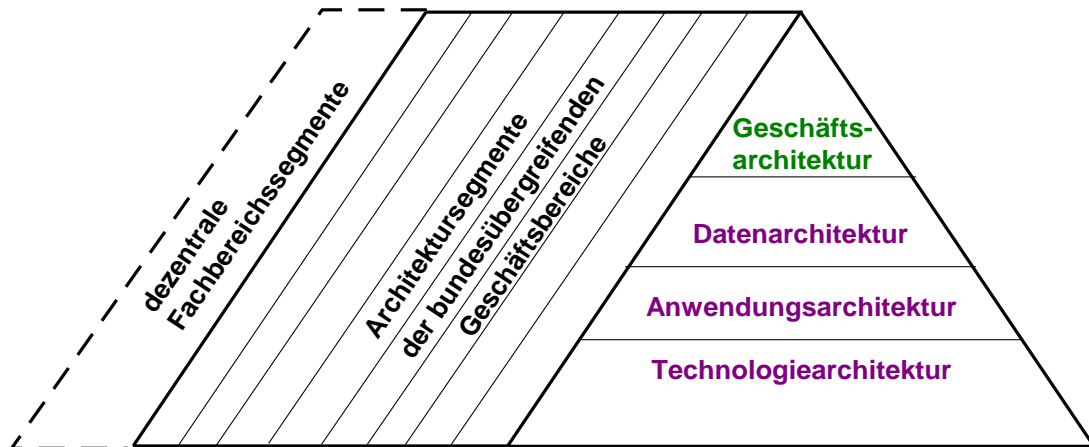 dezentrale
Fachbereichssegmente
Architektursegmente
der bundesübergreifenden
Geschäftsbereiche
Geschäfts-
architektur
Datenarchitektur
Anwendungsarchitektur
Technologiearchitektur